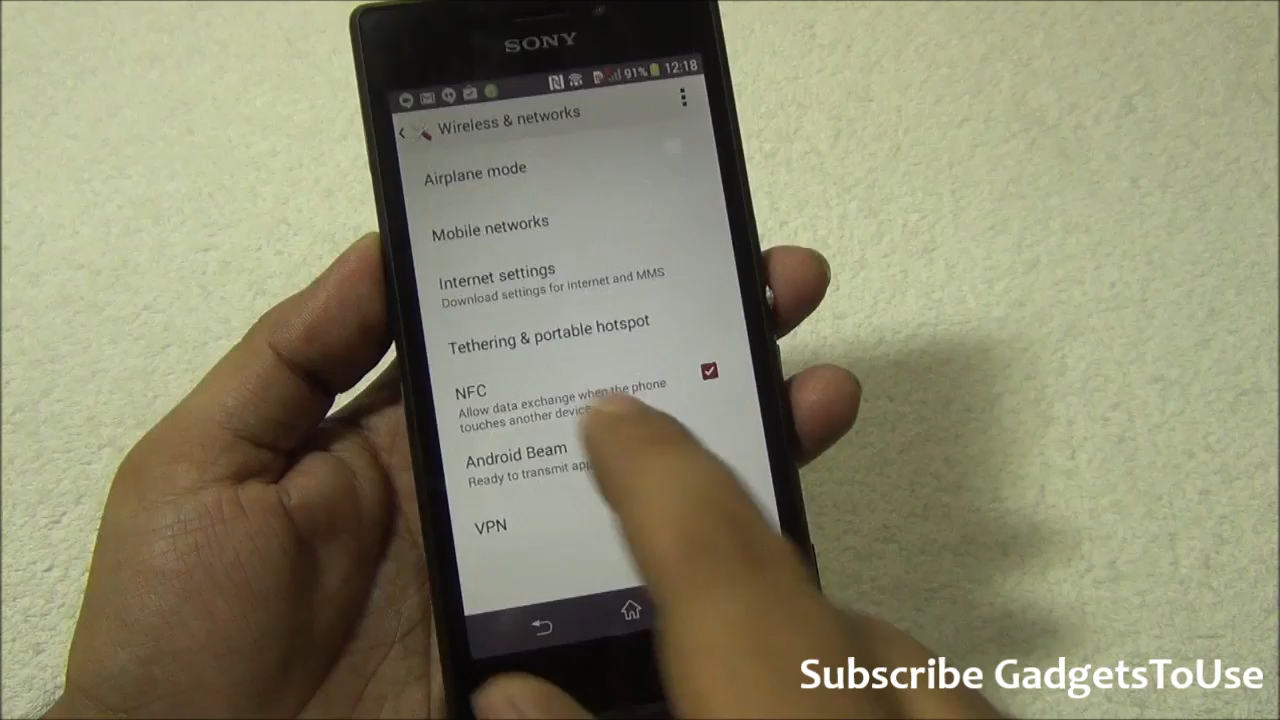 SONY
91% 12:18
Wireless & networks
Airplane mode
Mobile networks
Internet settings
Download settings for Internet and MMS
Tethering & portable hotspot
NFC
Allow data exchange when the phone
touches another device
Android Beam
Ready to transmit app
VPN
Subscribe GadgetsToUse